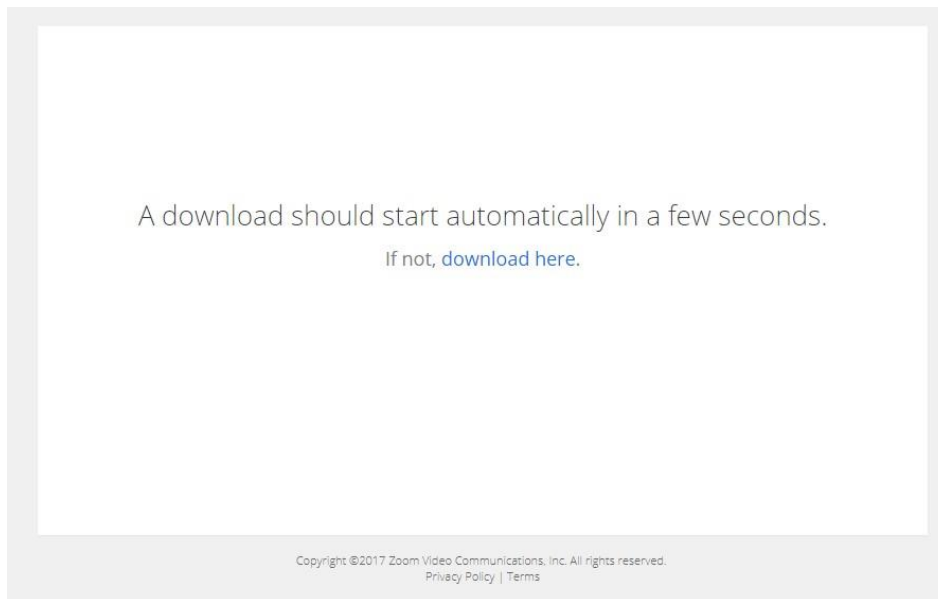 A download should start automatically in a few seconds.
If not, download here.
Copyright ©2017 Zoom Video Communications, Inc. All rights reserved.
Privacy Policy | Terms